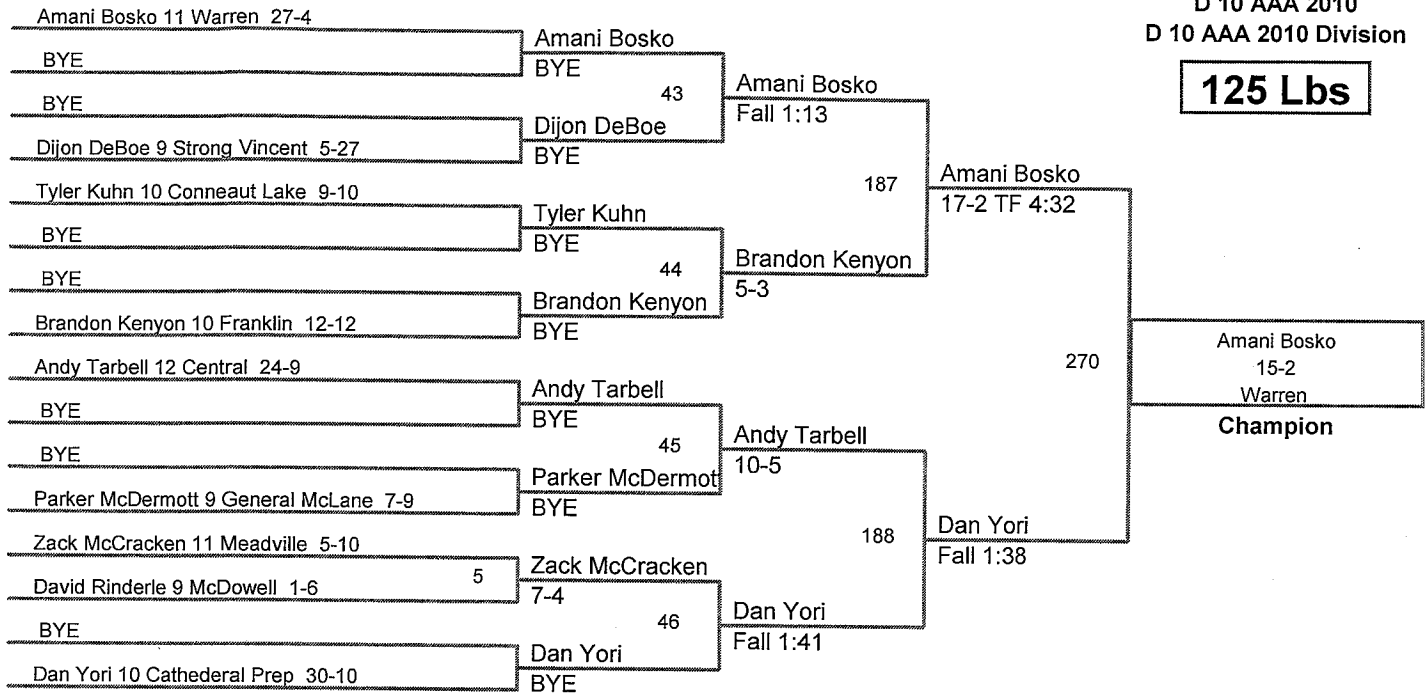 D 10 AAA 2010
D 10 AAA 2010 Division
125 Lbs
Amani Bosko 11 Warren 27-4
BYE
BYE
Dijon DeBoe 9 Strong Vincent 5-27
Tyler Kuhn 10 Conneaut Lake 9-10
BYE
BYE
Brandon Kenyon 10 Franklin 12-12
Andy Tarbell 12 Central 24-9
BYE
BYE
Parker McDermott 9 General McLane 7-9
Zack McCracken 11 Meadville 5-10
David Rinderle 9 McDowell 1-6
BYE
Dan Yori 10 Cathederal Prep 30-10
5
Amani Bosko
BYE
Dijon DeBoe
BYE
Tyler Kuhn
BYE
Brandon Kenyon
BYE
Andy Tarbell
BYE
Parker McDermot
BYE
Zack McCracken
7-4
Dan Yori
BYE
43
44
45
46
Amani Bosko
Fall 1:13
Brandon Kenyon
5-3
Andy Tarbell
10-5
Dan Yori
Fall 1:41
187
188
Amani Bosko
17-2 TF 4:32
Dan Yori
Fall 1:38
270
Amani Bosko
15-2
Warren
Champion